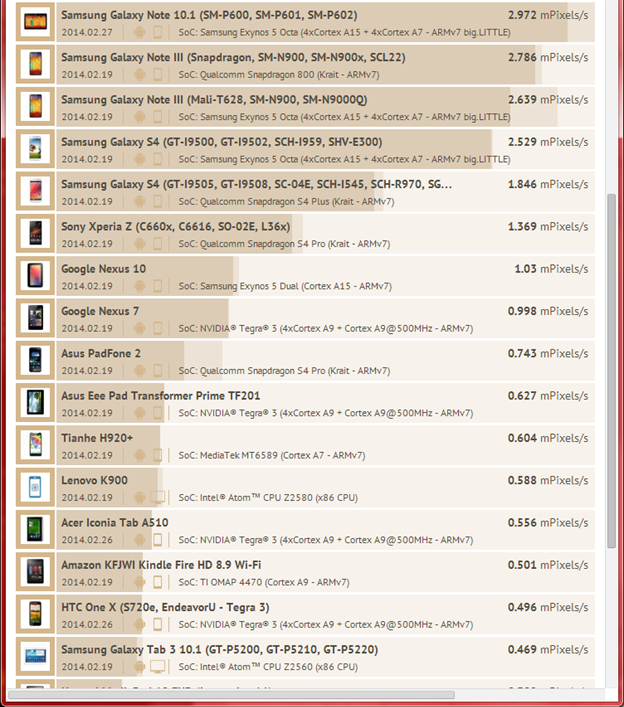 Samsung Galaxy Note 10.1 (SM-P600, SM-P601, SM-P602) 2.972 mPixels/s
2014.02.27 SoC: Samsung Exynos 5 Octa (4xCortex A15 + 4xCortex A7 - ARMv7 big.LITTLE)
Samsung Galaxy Note III (Snapdragon, SM-N900, SM-N900x, SCL22) 2.786 mPixels/s
2014.02.19 SoC: Qualcomm Snapdragon 800 (Krait - ARMv7)
Samsung Galaxy Note III (Mali-T628, SM-N900, SM-N9000Q) 2.639 mPixels/s
2014.02.19 SoC: Samsung Exynos 5 Octa (4xCortex A15 + 4xCortex A7 - ARMv7 big.LITTLE)
Samsung Galaxy S4 (GT-I9500, GT-I9502, SCH-I959, SHV-E300) 2.529 mPixels/s
2014.02.19 SoC: Samsung Exynos 5 Octa (4xCortex A15 + 4xCortex A7 - ARMv7 big.LITTLE)
Samsung Galaxy S4 (GT-I9505, GT-I9508, SC-04E, SCH-I545, SCH-R970, SG... 1.846 mPixels/s
2014.02.19 SoC: Qualcomm Snapdragon S4 Plus (Krait - ARMv7)
Sony Xperia Z (C660x, C6616, SO-02E, L36x) 1.369 mPixels/s
2014.02.19 SoC: Qualcomm Snapdragon S4 Pro (Krait - ARMv7)
Google Nexus 10 1.03 mPixels/s
2014.02.19 SoC: Samsung Exynos 5 Dual (Cortex A15 - ARMv7)
Google Nexus 7 0.998 mPixels/s
2014.02.19 SoC: NVIDIA® Tegra 3 (4xCortex A9 + Cortex A9@500MHz - ARMv7)
Asus PadFone 2 0.743 mPixels/s
2014.02.19 SoC: Qualcomm Snapdragon S4 Pro (Krait - ARMv7)
Asus Eee Pad Transformer Prime TF201 0.627 mPixels/s
2014.02.19 SoC: NVIDIA® Tegra 3 (4xCortex A9 + Cortex A9@500MHz - ARMv7)
Tianhe H920+ 0.604 mPixels/s
2014.02.19 SoC: MediaTek MT6589 (Cortex A7 - ARMv7)
Lenovo K900 0.588 mPixels/s
2014.02.19 SoC: Intel® Atom™ CPU Z2580 (x86 CPU)
Acer Iconia Tab A510 0.556 mPixels/s
2014.02.26 SoC: NVIDIA® Tegra 3 (4xCortex A9 + Cortex A9@500MHz - ARMv7)
Amazon KFJWI Kindle Fire HD 8.9 Wi-Fi 0.501 mPixels/s
2014.02.19 SoC: TI OMAP 4470 (Cortex A9 - ARMv7)
HTC One X (S720e, EndeavorU - Tegra 3) 0.496 mPixels/s
2014.02.26 SoC: NVIDIA® Tegra 3 (4xCortex A9 + Cortex A9@500MHz - ARMv7)
Samsung Galaxy Tab 3 10.1 (GT-P5200, GT-P5210, GT-P5220) 0.469 mPixels/s
2014.02.19 SoC: Intel® Atom™ CPU Z2560 (x86 CPU)